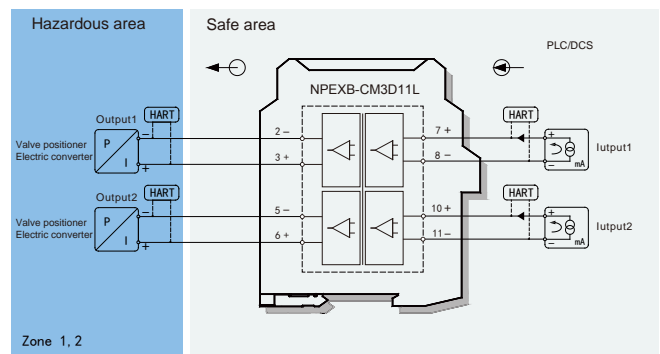 Hazardous area
Safe area
PLC/DCS
NPEXB-CM3D11L
Output1
HART
Valve positioner
Electric converter
P
I
−
+
2 −
3 +
7 +
8 −
HART
+
−
mA
Iutput1
Output2
HART
Valve positioner
Electric converter
P
I
−
+
5 −
6 +
10 +
11 −
HART
+
−
mA
Iutput2
Zone 1, 2